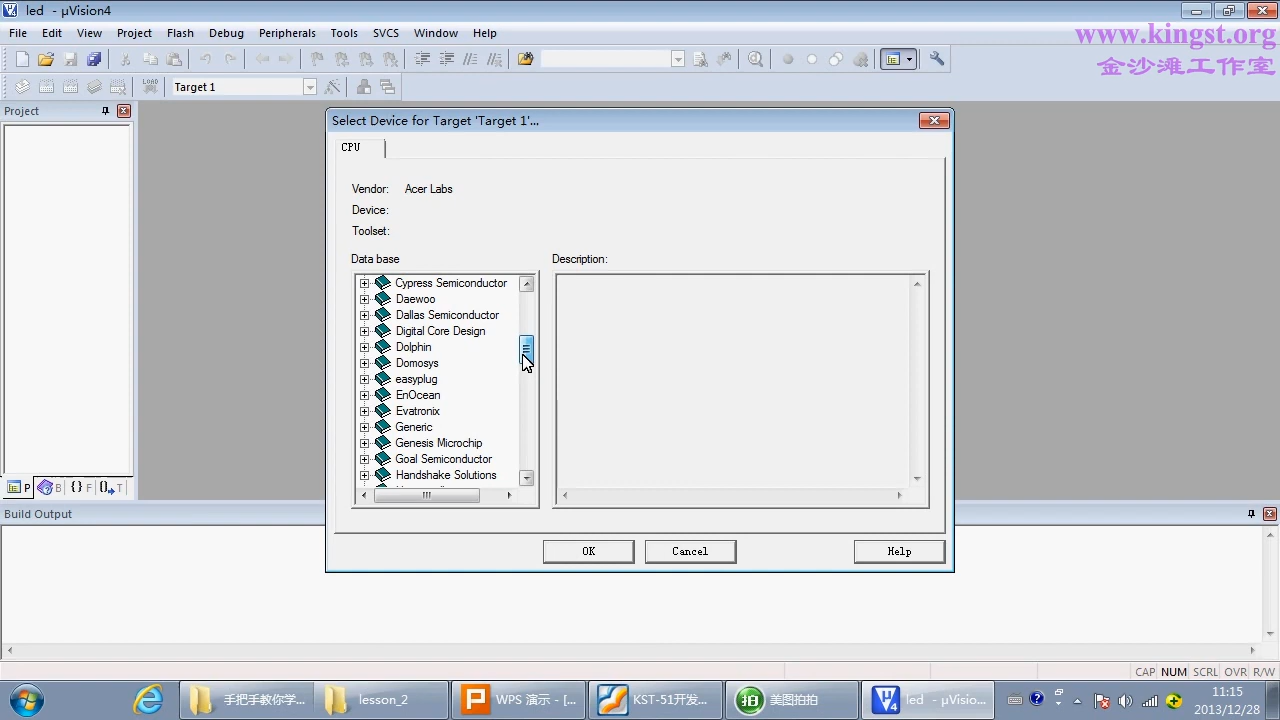 led - µVision4
www.kingst.org
金沙滩工作室
File Edit View Project Flash Debug Peripherals Tools SVCS Window Help
LOAD
Target 1
Project
Select Device for Target 'Target 1'...
CPU
Vendor: Acer Labs
Device:
Toolset:
Data base
Description:
Cypress Semiconductor
Daewoo
Dallas Semiconductor
Digital Core Design
Dolphin
Domosys
easyplug
EnOcean
Evatronix
Generic
Genesis Microchip
Goal Semiconductor
Handshake Solutions
OK Cancel Help
P B {} F 0 T
Build Output
CAP NUM SCRL OVR R/W
手把手教你学... lesson_2 WPS 演示 - [... KST-51开发... 美图拍拍 led - µVisio...
11:15
2013/12/28